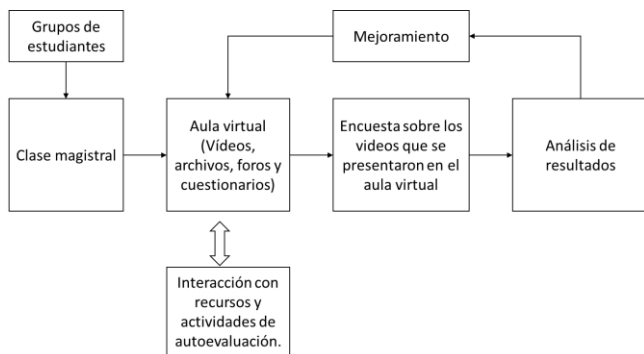 Grupos de
estudiantes
Mejoramiento
Clase magistral
Aula virtual
(Vídeos,
archivos, foros y
cuestionarios)
Encuesta sobre los
videos que se
presentaron en el
aula virtual
Análisis de
resultados
Interacción con
recursos y
actividades de
autoevaluación.